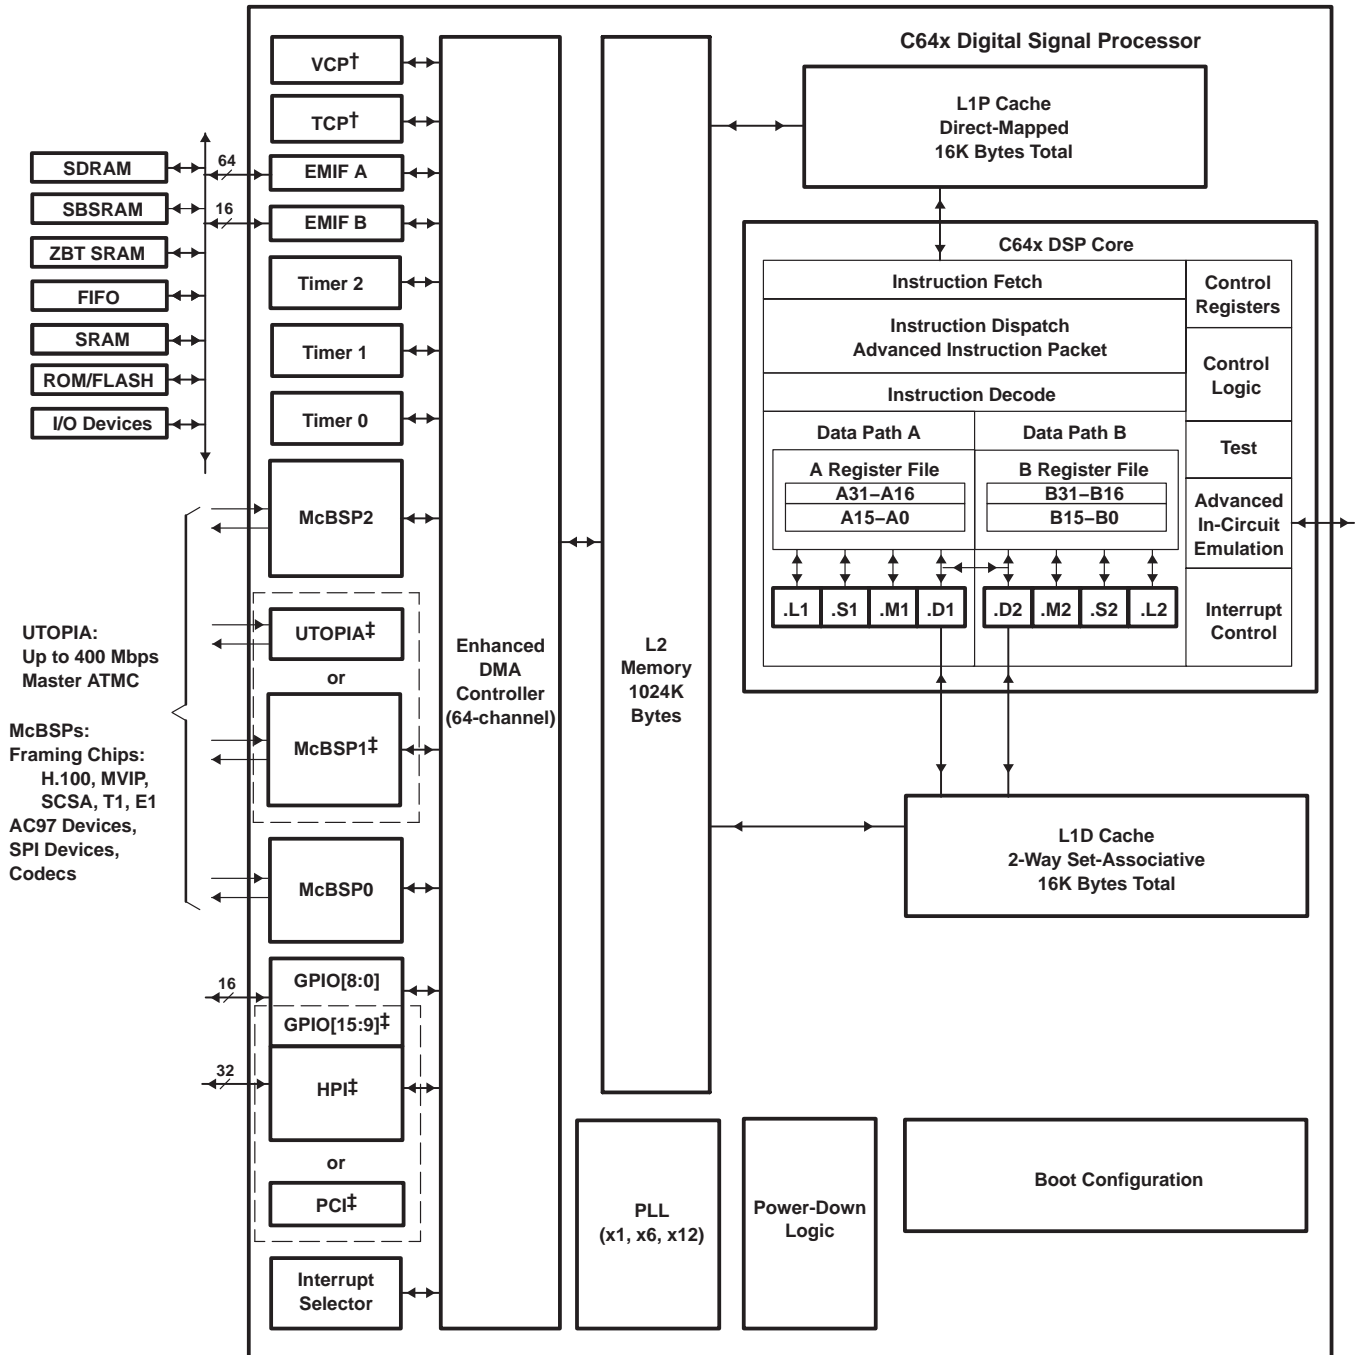 C64x Digital Signal Processor
VCP†
TCP†
EMIF A
EMIF B
Timer 2
Timer 1
Timer 0
McBSP2
UTOPIA‡
or
McBSP1‡
McBSP0
GPIO[8:0]
GPIO[15:9]‡
HPI‡
or
PCI‡
Interrupt
Selector
64
16
16
32
SDRAM
SBSRAM
ZBT SRAM
FIFO
SRAM
ROM/FLASH
I/O Devices
UTOPIA:
Up to 400 Mbps
Master ATMC
McBSPs:
Framing Chips:
H.100, MVIP,
SCSA, T1, E1
AC97 Devices,
SPI Devices,
Codecs
Enhanced
DMA
Controller
(64-channel)
L2
Memory
1024K
Bytes
L1P Cache
Direct-Mapped
16K Bytes Total
C64x DSP Core
Instruction Fetch
Instruction Dispatch
Advanced Instruction Packet
Instruction Decode
Data Path A
Data Path B
A Register File
A31–A16
A15–A0
B Register File
B31–B16
B15–B0
.L1
.S1
.M1
.D1
.D2
.M2
.S2
.L2
Control
Registers
Control
Logic
Test
Advanced
In-Circuit
Emulation
Interrupt
Control
L1D Cache
2-Way Set-Associative
16K Bytes Total
PLL
(x1, x6, x12)
Power-Down
Logic
Boot Configuration